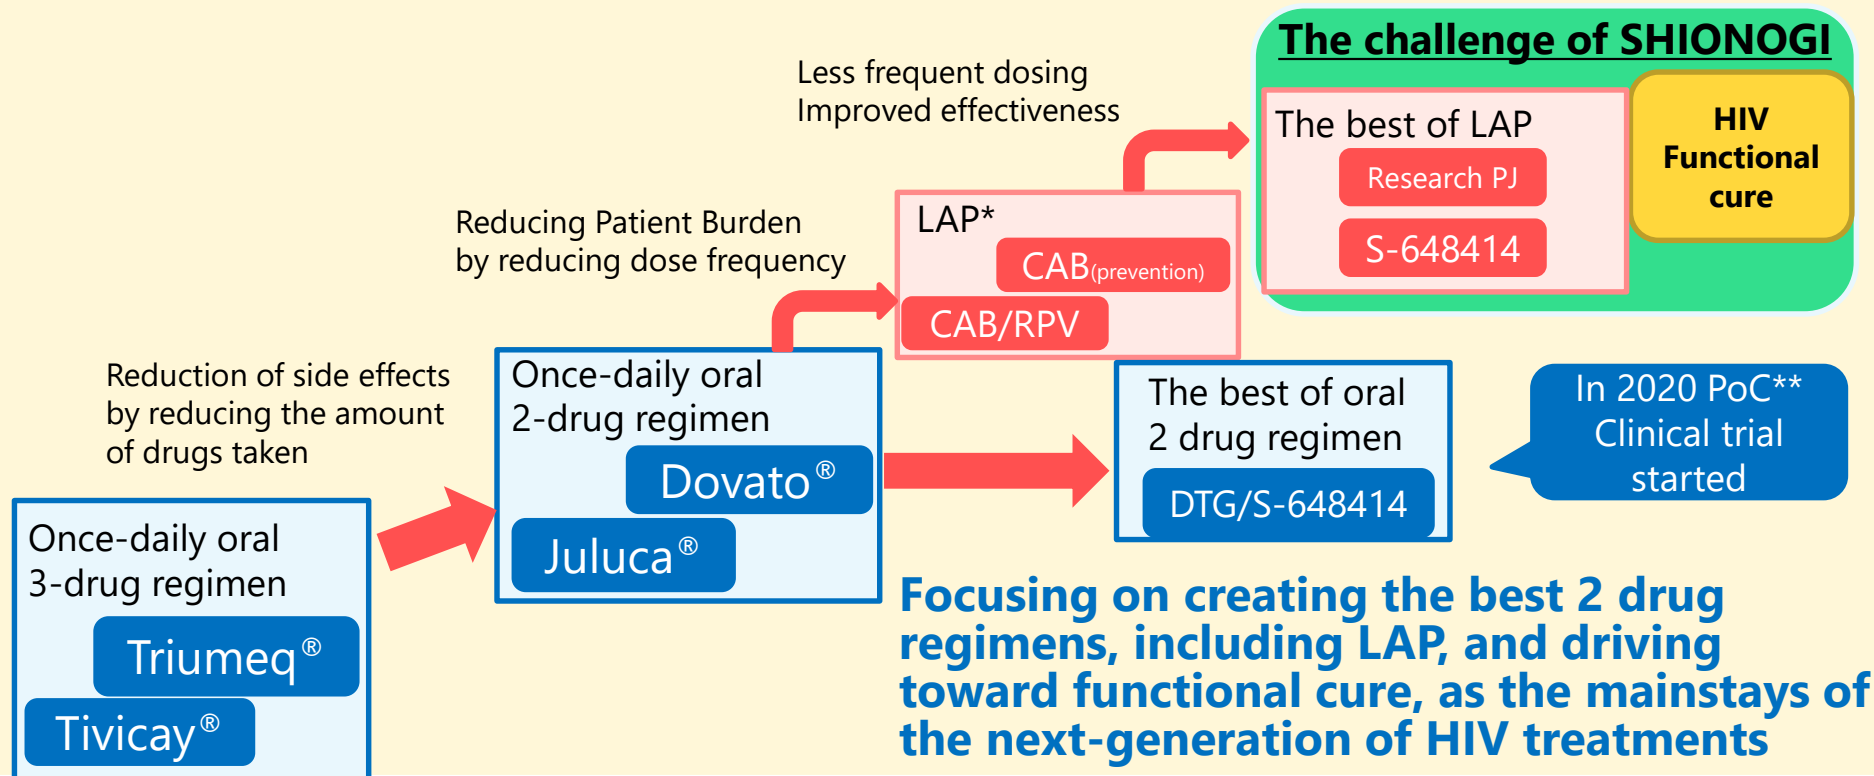 The challenge of SHIONOGI
Less frequent dosing
Improved effectiveness
The best of LAP
Research PJ
S-648414
HIV
Functional
cure
Reducing Patient Burden
by reducing dose frequency
LAP*
CAB(prevention)
CAB/RPV
Reduction of side effects
by reducing the amount
of drugs taken
Once-daily oral
2-drug regimen
Dovato®
Juluca®
The best of oral
2 drug regimen
DTG/S-648414
In 2020 PoC**
Clinical trial
started
Once-daily oral
3-drug regimen
Triumeq®
Tivicay®
Focusing on creating the best 2 drug
regimens, including LAP, and driving
toward functional cure, as the mainstays of
the next-generation of HIV treatments